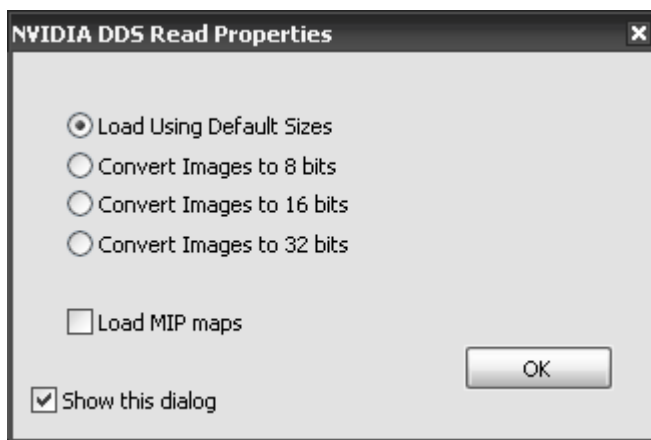 NVIDIA DDS Read Properties
Load Using Default Sizes
Convert Images to 8 bits
Convert Images to 16 bits
Convert Images to 32 bits
Load MIP maps
OK
Show this dialog